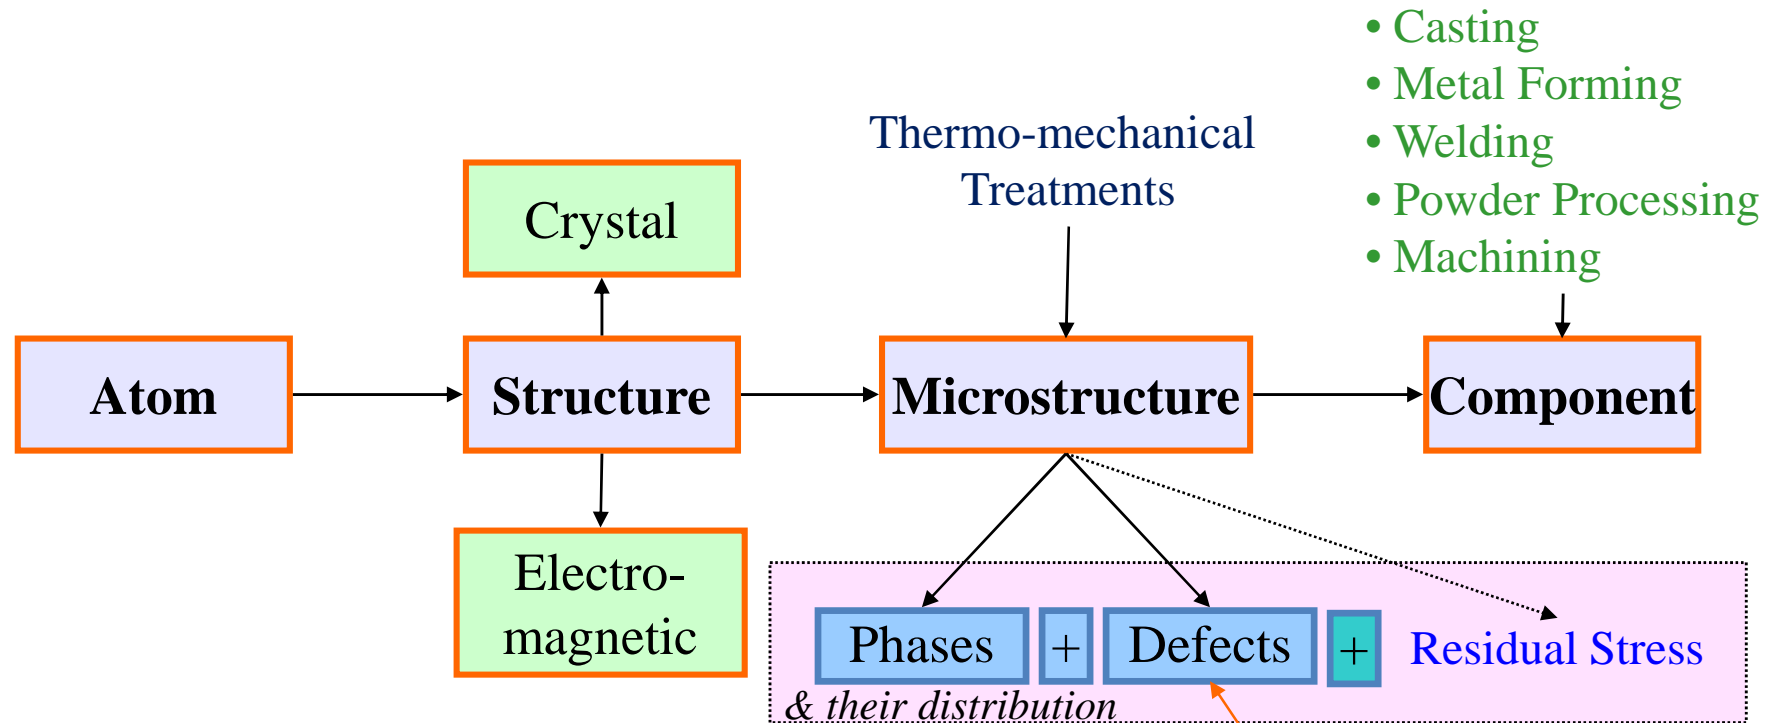 • Casting
• Metal Forming
• Welding
• Powder Processing
• Machining
Thermo-mechanical
Treatments
Crystal
Atom
Structure
Microstructure
Component
Electro-
magnetic
Phases + Defects + Residual Stress
& their distribution